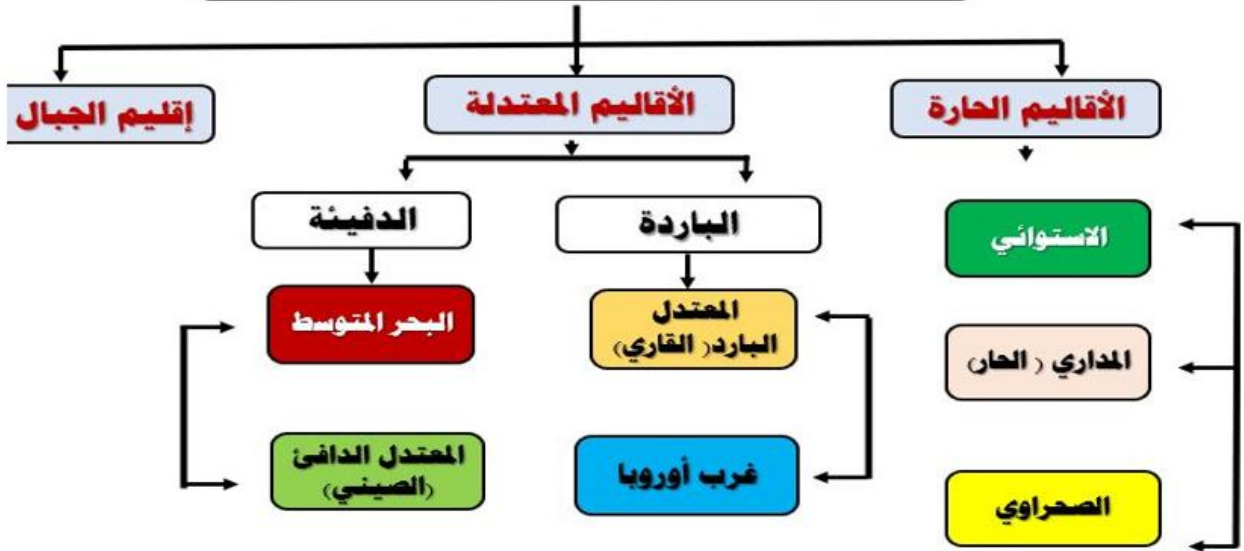 الأقاليم الحارة
الأقاليم المعتدلة
إقليم الجبال
الباردة
الدفيئة
الاستوائي
المعتدل
البارد( القاري)
البحر المتوسط
المداري ( الحار)
غرب أوروبا
المعتدل الدافئ
(الصيني)
الصحراوي